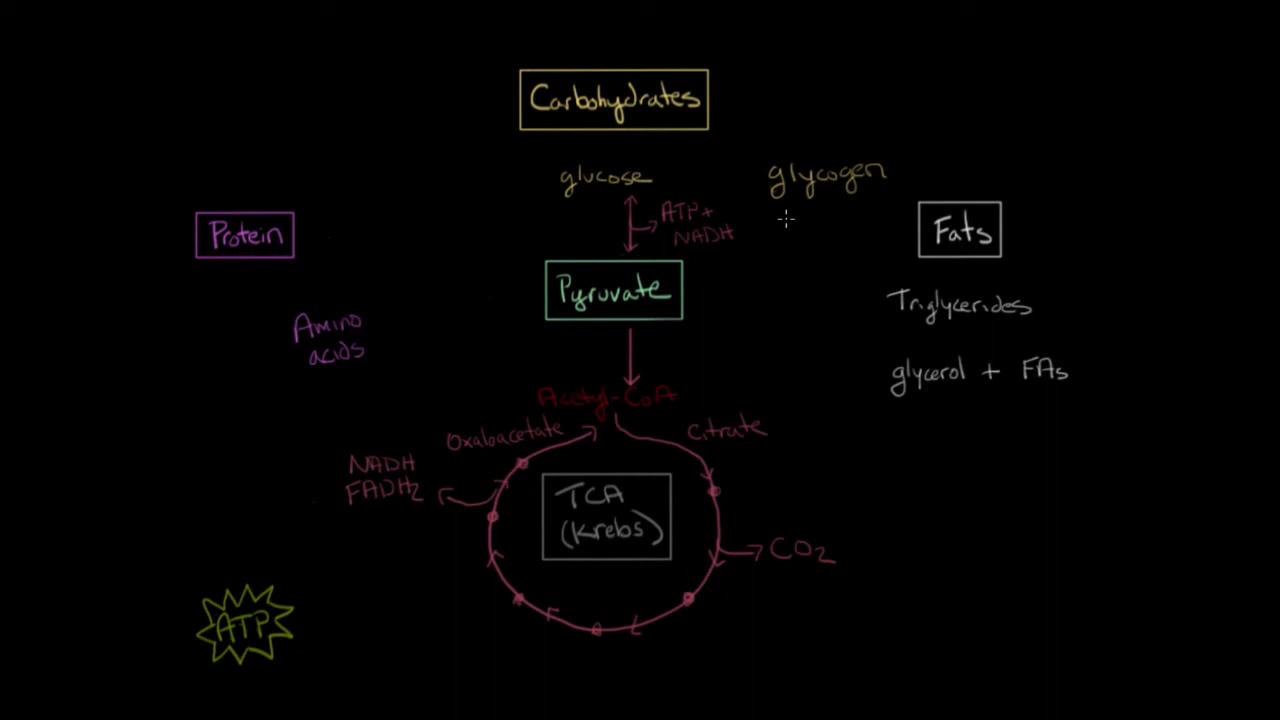 Carbohydrates
glucose
glycogen
ATP+
NADH
Protein
Fats
Pyruvate
Triglycerides
Amino
acids
glycerol + FAs
Acetyl-CoA
Oxaloacetate
Citrate
NADH
FADH2
TCA
(Krebs)
CO2
ATP